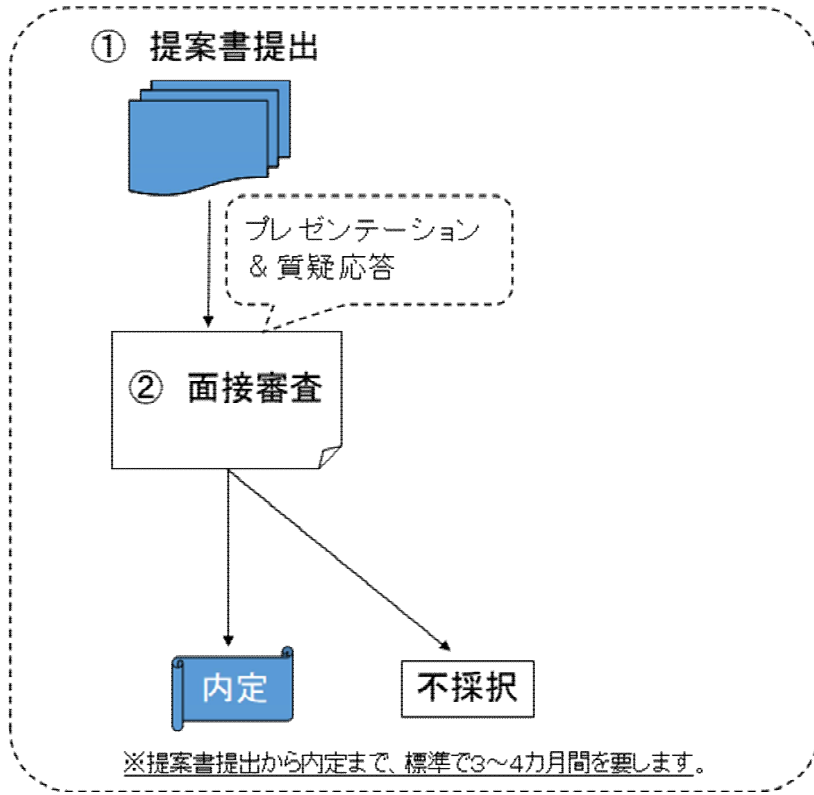 ① 提案書提出
プレゼンテーション
& 質疑応答
② 面接審査
内定
不採択
※提案書提出から内定まで、標準で3～4カ月間を要します。